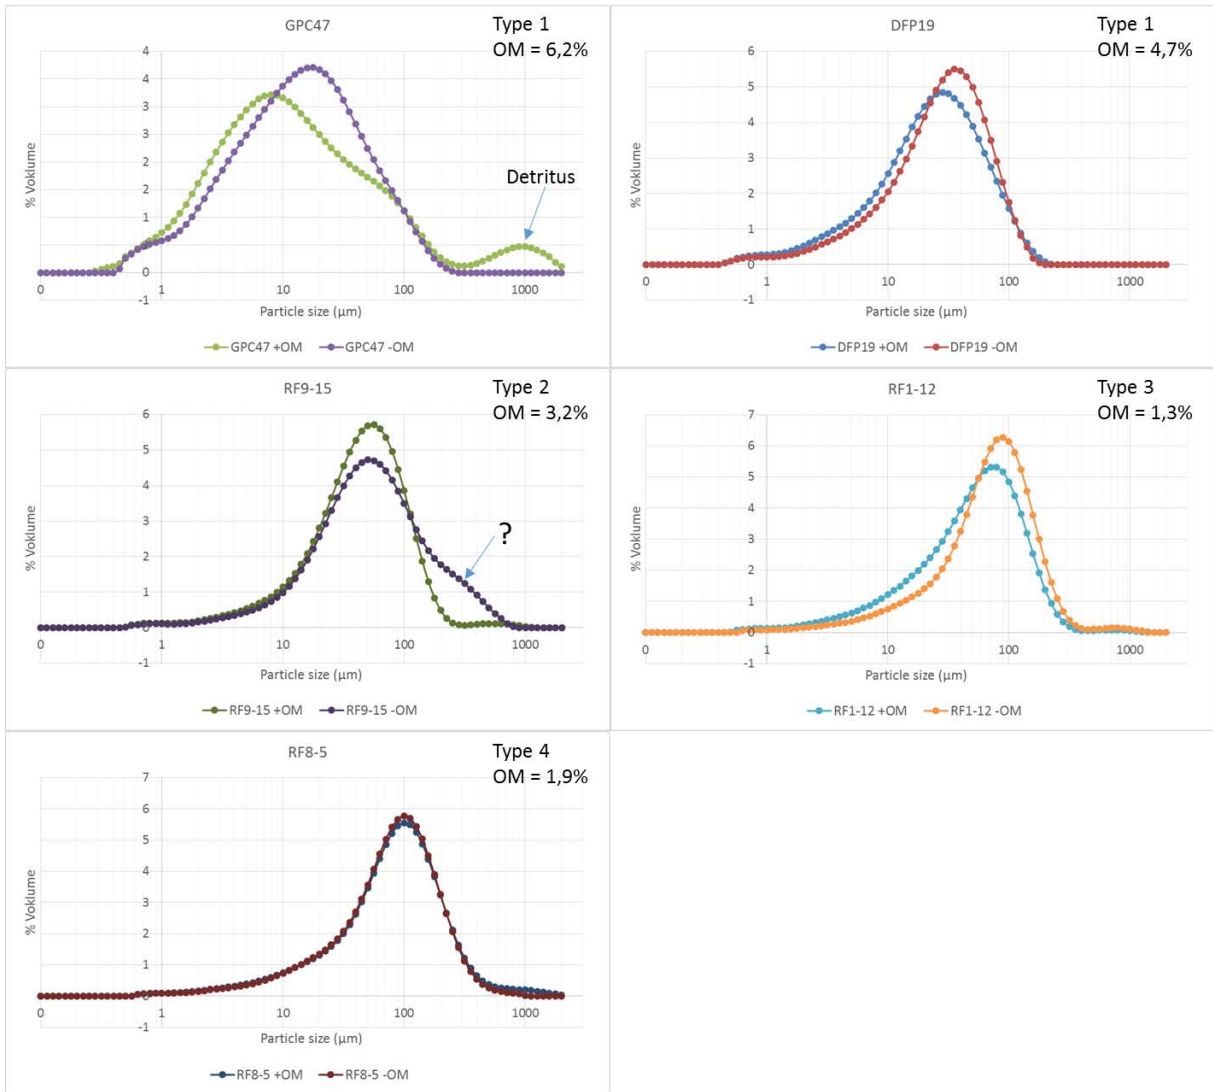 GPC47
Type 1
OM = 6,2%
4
4
3
3
2
2
1
1
0
-1
% Voklume
Detritus
0
1
10
100
1000
Particle size (µm)
GPC47 +OM
GPC47 -OM
DFP19
Type 1
OM = 4,7%
6
5
4
3
2
1
0
-1
% Voklume
0
1
10
100
1000
Particle size (µm)
DFP19 +OM
DFP19 -OM
RF9-15
Type 2
OM = 3,2%
6
5
4
3
2
1
0
-1
% Voklume
?
0
1
10
100
1000
Particle size (µm)
RF9-15 +OM
RF9-15 -OM
RF1-12
Type 3
OM = 1,3%
7
6
5
4
3
2
1
0
-1
% Voklume
0
1
10
100
1000
Particle size (µm)
RF1-12 +OM
RF1-12 -OM
RF8-5
Type 4
OM = 1,9%
7
6
5
4
3
2
1
0
-1
% Voklume
0
1
10
100
1000
Particle size (µm)
RF8-5 +OM
RF8-5 -OM